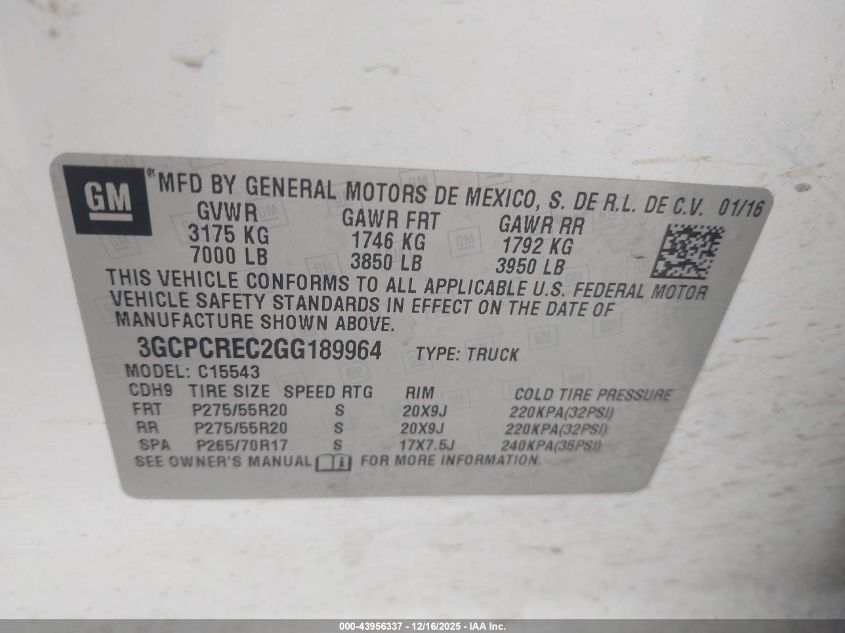 GM ® MFD BY GENERAL MOTORS DE MEXICO, S. DE R.L. DE C.V. 01/16
GVWR GAWR FRT GAWR RR
3175 KG 1746 KG 1792 KG
7000 LB 3850 LB 3950 LB
THIS VEHICLE CONFORMS TO ALL APPLICABLE U.S. FEDERAL MOTOR
VEHICLE SAFETY STANDARDS IN EFFECT ON THE DATE OF
MANUFACTURE SHOWN ABOVE.
3GCPCREC2GG189964 TYPE: TRUCK
MODEL: C15543
CDH9 TIRE SIZE SPEED RTG RIM COLD TIRE PRESSURE
FRT P275/55R20 S 20X9J 220KPA(32PSI)
RR P275/55R20 S 20X9J 220KPA(32PSI)
SPA P265/70R17 S 17X7.5J 240KPA(35PSI)
SEE OWNER'S MANUAL FOR MORE INFORMATION.
000-43956337 - 12/16/2025 - IAA Inc.